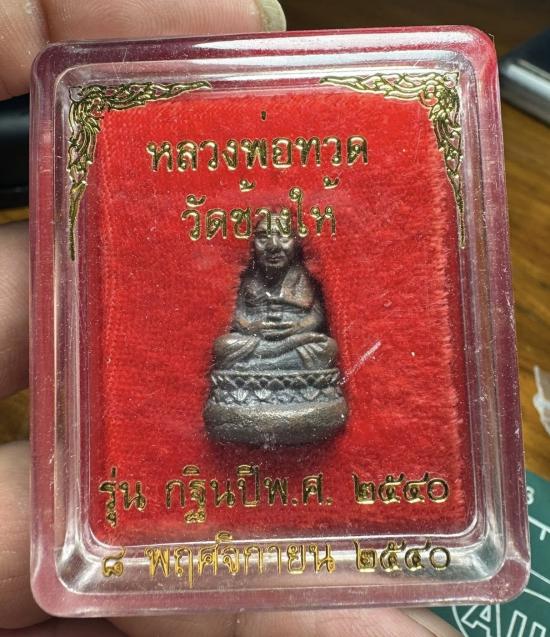 หลวงพ่อทวด
วัดช้างให้
รุ่น กฐินปีพ.ศ. ๒๕๔๐
๘ พฤศจิกายน ๒๕๔๐